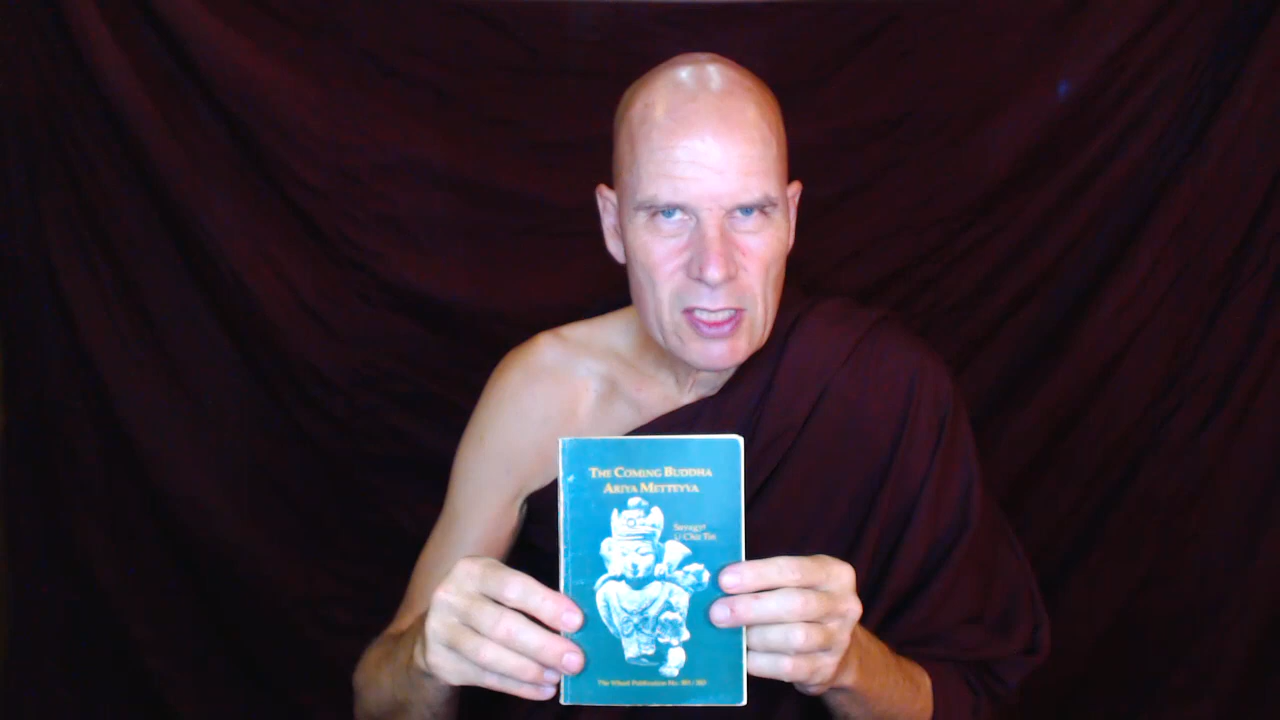 THE COMING BUDDHA
ARIYA METTEYYA
Sayagyi
U Chit Tin
The Wheel Publication No. 381 / 383